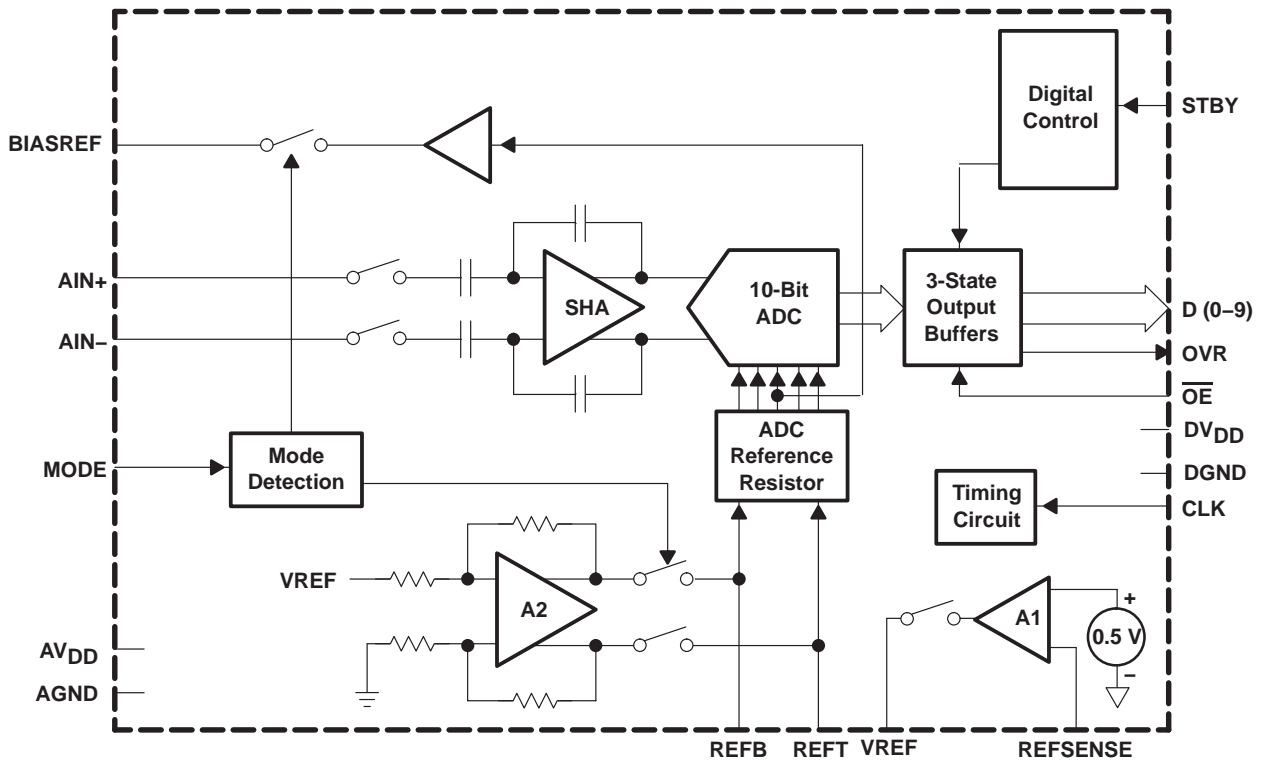 Digital
Control
STBY
BIASREF
AIN+
AIN–
SHA
10-Bit
ADC
3-State
Output
Buffers
D (0–9)
OVR
OE
DVDD
DGND
CLK
MODE
Mode
Detection
ADC
Reference
Resistor
Timing
Circuit
VREF
A2
A1
+
0.5 V
–
AVDD
AGND
REFB
REFT
VREF
REFSENSE